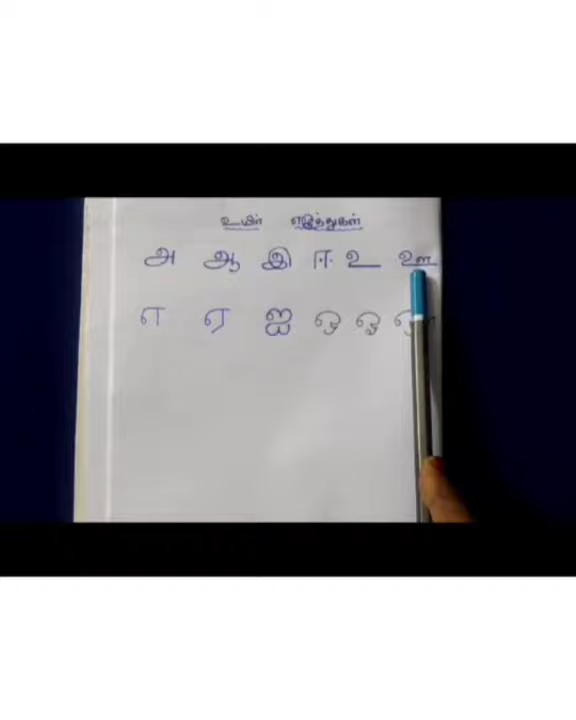 உயிர் எழுத்துகள்
அ ஆ இ ஈ உ ஊ
எ ஏ ஐ ஒ ஓ